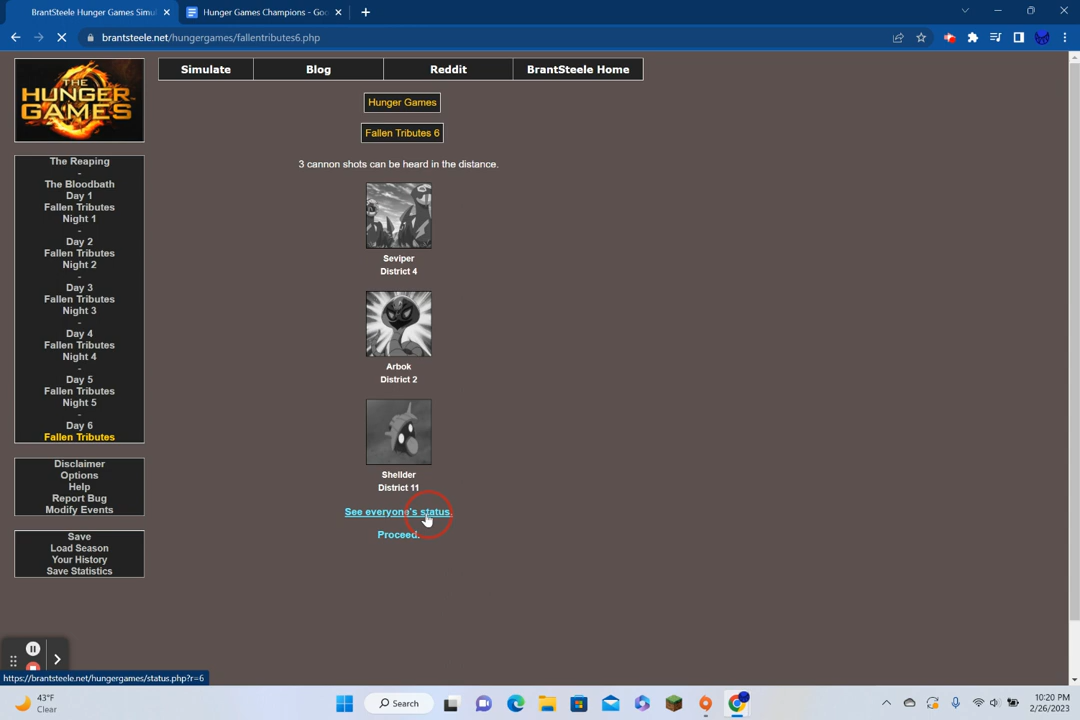 BrantSteele Hunger Games Simu
Hunger Games Champions - Goo
brantsteele.net/hungergames/fallentributes6.php
THE
HUNGER
GAMES
Simulate
Blog
Reddit
BrantSteele Home
Hunger Games
Fallen Tributes 6
3 cannon shots can be heard in the distance.
Seviper
District 4
Arbok
District 2
Shellder
District 11
See everyone's status.
Proceed.
The Reaping
-
The Bloodbath
Day 1
Fallen Tributes
Night 1
-
Day 2
Fallen Tributes
Night 2
-
Day 3
Fallen Tributes
Night 3
-
Day 4
Fallen Tributes
Night 4
-
Day 5
Fallen Tributes
Night 5
-
Day 6
Fallen Tributes
Disclaimer
Options
Help
Report Bug
Modify Events
Save
Load Season
Your History
Save Statistics
https://brantsteele.net/hungergames/status.php?r=6
43°F
Clear
Search
10:20 PM
2/26/2023